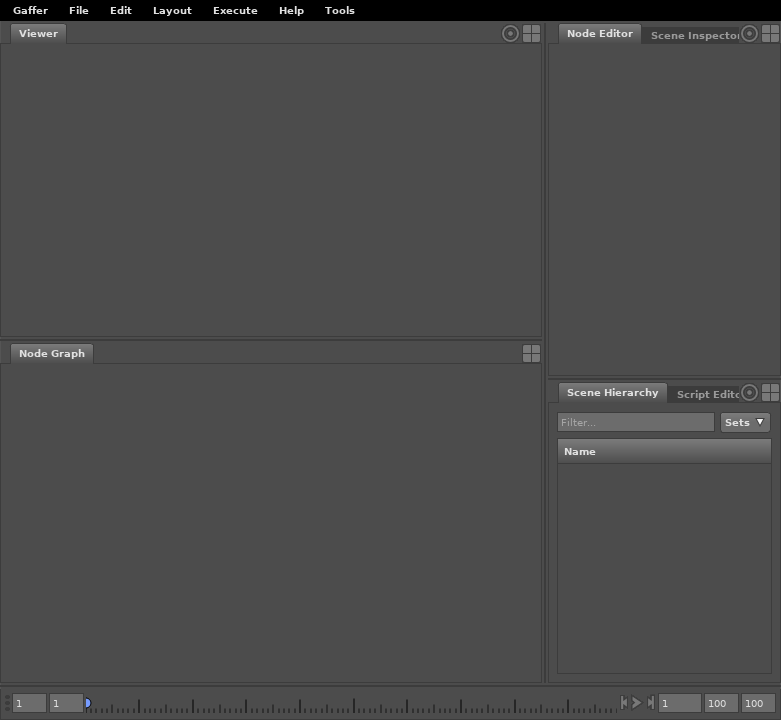 Gaffer File Edit Layout Execute Help Tools
Viewer
Node Editor Scene Inspector
Node Graph
Scene Hierarchy Script Edito
Filter...
Sets
Name
1 1 1 100 100